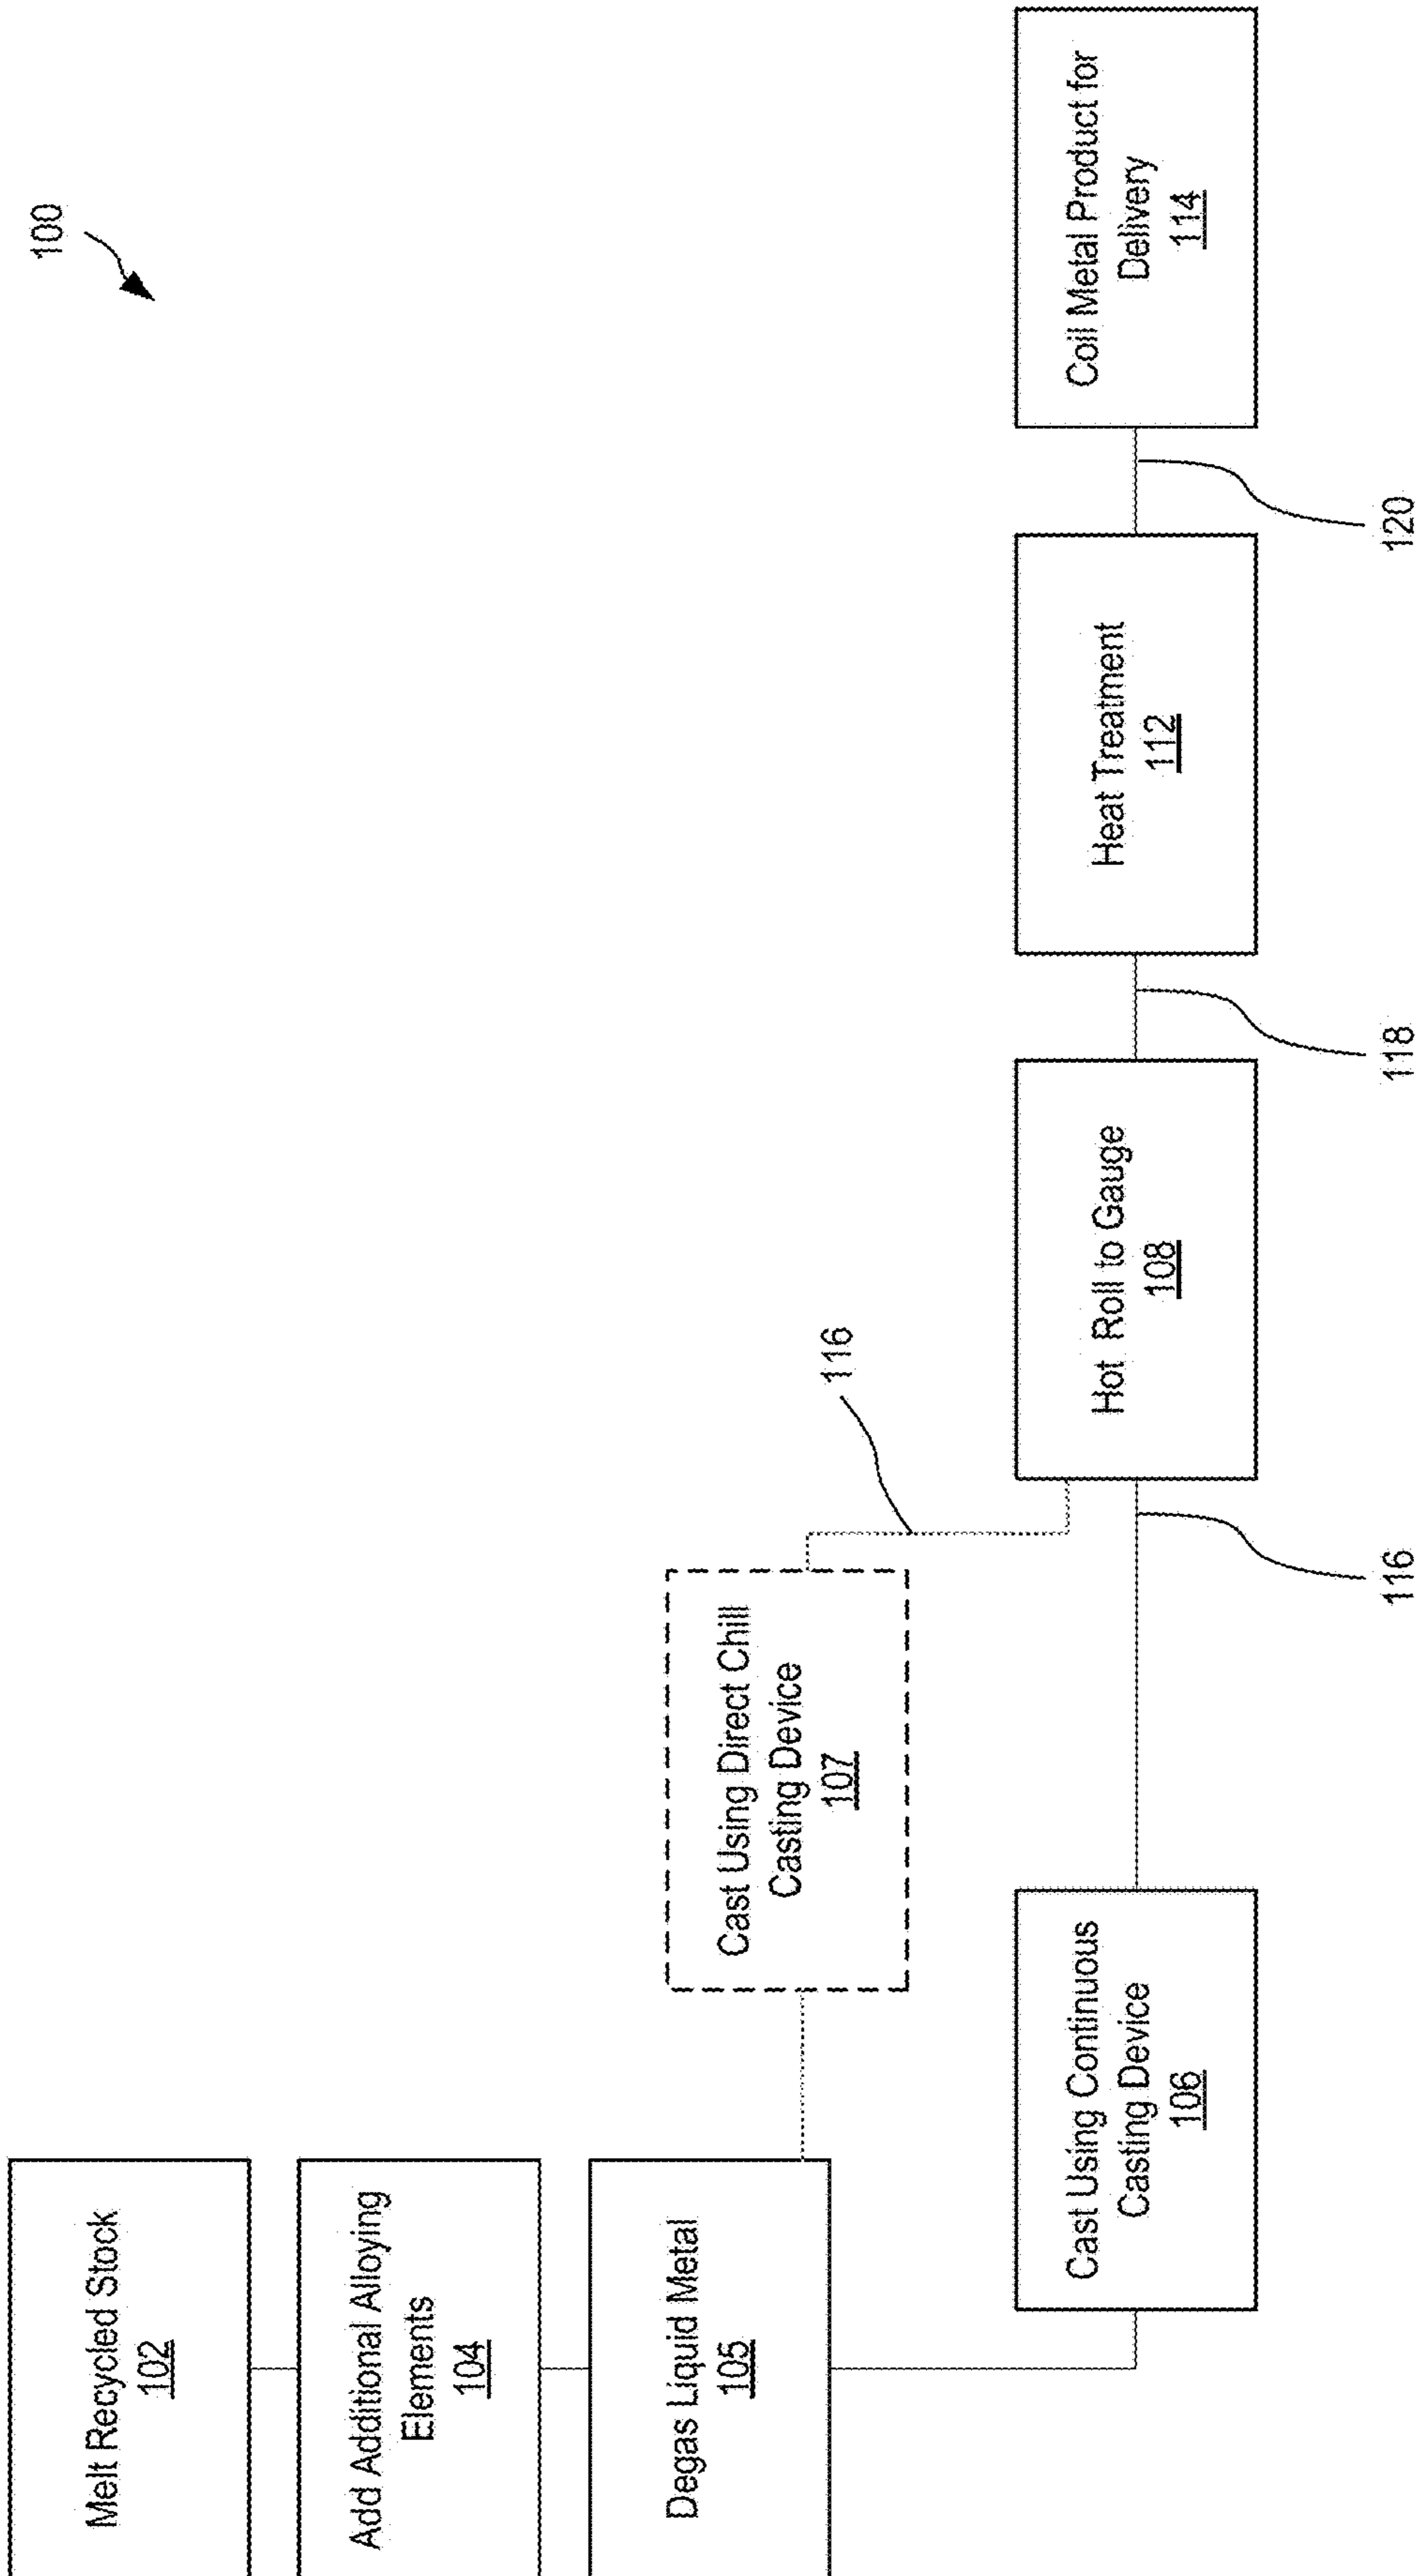 100
Melt Recycled Stock
102
Add Additional Alloying
Elements
104
Degas Liquid Metal
105
Cast Using Direct Chill
Casting Device
107
116
Cast Using Continuous
Casting Device
106
116
Hot Roll to Gauge
108
118
Heat Treatment
112
120
Coil Metal Product for
Delivery
114